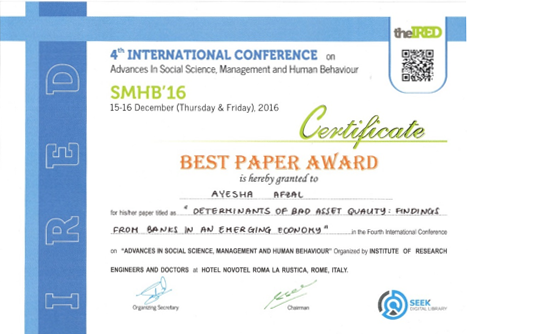 theIRED
4th INTERNATIONAL CONFERENCE on
Advances In Social Science, Management and Human Behaviour
SMHB'16
15-16 December (Thursday & Friday), 2016
Certificate
BEST PAPER AWARD
is hereby granted to
AYESHA AFZAL
for his/her paper titled as "DETERMINANTS OF BAD ASSET QUALITY: FINDINGS
FROM BANKS IN AN EMERGING ECONOMY" in the Fourth International Conference
on "ADVANCES IN SOCIAL SCIENCE, MANAGEMENT AND HUMAN BEHAVIOUR" Organized by INSTITUTE OF RESEARCH
ENGINEERS AND DOCTORS at HOTEL NOVOTEL ROMA LA RUSTICA, ROME, ITALY.
Organizing Secretary
Chairman
SEEK
DIGITAL LIBRARY
IRED